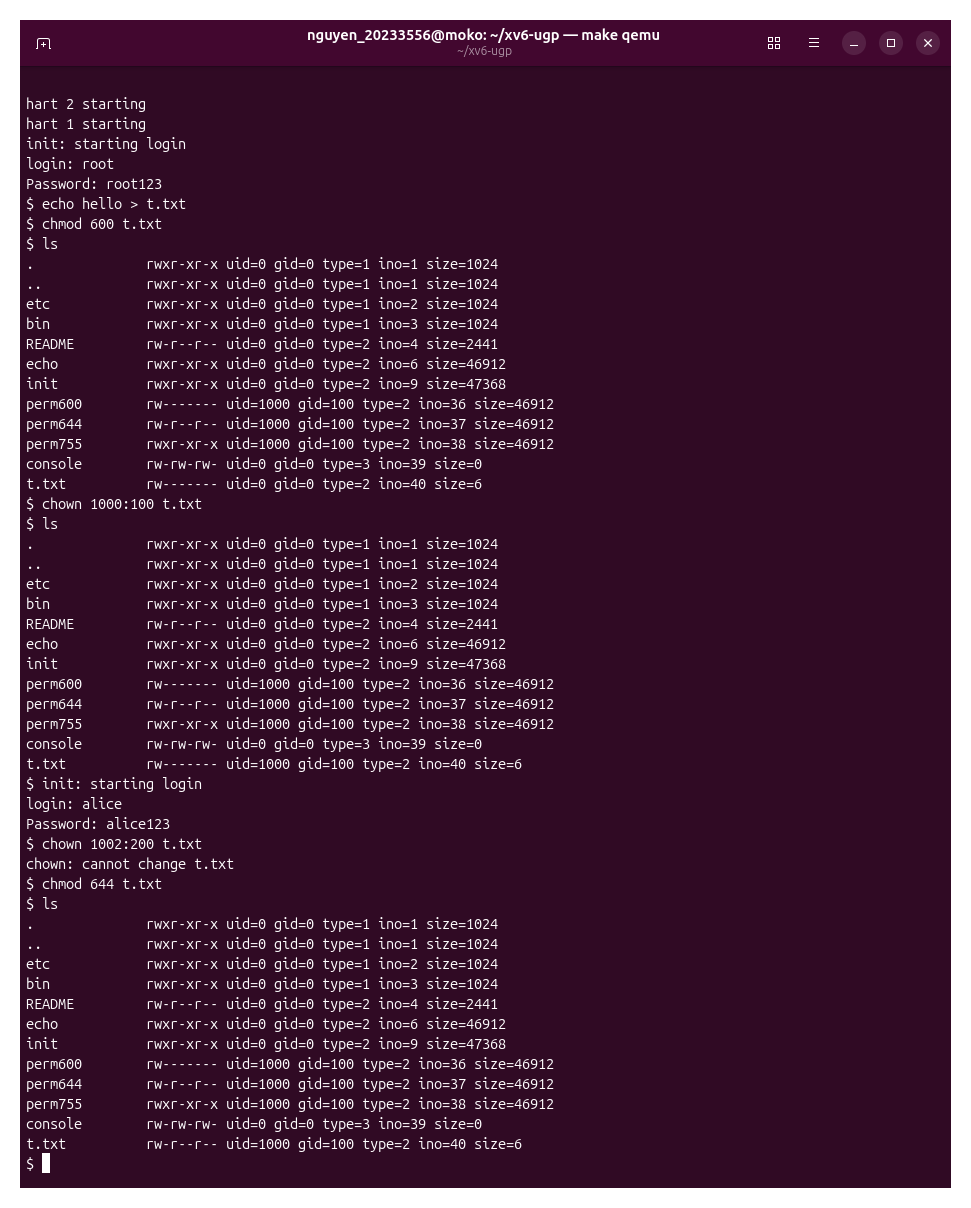 nguyen_20233556@moko: ~/xv6-ugp — make qemu
~/xv6-ugp
hart 2 starting
hart 1 starting
init: starting login
login: root
Password: root123
$ echo hello > t.txt
$ chmod 600 t.txt
$ ls
.              rwxr-xr-x uid=0 gid=0 type=1 ino=1 size=1024
..             rwxr-xr-x uid=0 gid=0 type=1 ino=1 size=1024
etc            rwxr-xr-x uid=0 gid=0 type=1 ino=2 size=1024
bin            rwxr-xr-x uid=0 gid=0 type=1 ino=3 size=1024
README         rw-r--r-- uid=0 gid=0 type=2 ino=4 size=2441
echo           rwxr-xr-x uid=0 gid=0 type=2 ino=6 size=46912
init           rwxr-xr-x uid=0 gid=0 type=2 ino=9 size=47368
perm600        rw------- uid=1000 gid=100 type=2 ino=36 size=46912
perm644        rw-r--r-- uid=1000 gid=100 type=2 ino=37 size=46912
perm755        rwxr-xr-x uid=1000 gid=100 type=2 ino=38 size=46912
console        rw-rw-rw- uid=0 gid=0 type=3 ino=39 size=0
t.txt          rw------- uid=0 gid=0 type=2 ino=40 size=6
$ chown 1000:100 t.txt
$ ls
.              rwxr-xr-x uid=0 gid=0 type=1 ino=1 size=1024
..             rwxr-xr-x uid=0 gid=0 type=1 ino=1 size=1024
etc            rwxr-xr-x uid=0 gid=0 type=1 ino=2 size=1024
bin            rwxr-xr-x uid=0 gid=0 type=1 ino=3 size=1024
README         rw-r--r-- uid=0 gid=0 type=2 ino=4 size=2441
echo           rwxr-xr-x uid=0 gid=0 type=2 ino=6 size=46912
init           rwxr-xr-x uid=0 gid=0 type=2 ino=9 size=47368
perm600        rw------- uid=1000 gid=100 type=2 ino=36 size=46912
perm644        rw-r--r-- uid=1000 gid=100 type=2 ino=37 size=46912
perm755        rwxr-xr-x uid=1000 gid=100 type=2 ino=38 size=46912
console        rw-rw-rw- uid=0 gid=0 type=3 ino=39 size=0
t.txt          rw------- uid=1000 gid=100 type=2 ino=40 size=6
$ init: starting login
login: alice
Password: alice123
$ chown 1002:200 t.txt
chown: cannot change t.txt
$ chmod 644 t.txt
$ ls
.              rwxr-xr-x uid=0 gid=0 type=1 ino=1 size=1024
..             rwxr-xr-x uid=0 gid=0 type=1 ino=1 size=1024
etc            rwxr-xr-x uid=0 gid=0 type=1 ino=2 size=1024
bin            rwxr-xr-x uid=0 gid=0 type=1 ino=3 size=1024
README         rw-r--r-- uid=0 gid=0 type=2 ino=4 size=2441
echo           rwxr-xr-x uid=0 gid=0 type=2 ino=6 size=46912
init           rwxr-xr-x uid=0 gid=0 type=2 ino=9 size=47368
perm600        rw------- uid=1000 gid=100 type=2 ino=36 size=46912
perm644        rw-r--r-- uid=1000 gid=100 type=2 ino=37 size=46912
perm755        rwxr-xr-x uid=1000 gid=100 type=2 ino=38 size=46912
console        rw-rw-rw- uid=0 gid=0 type=3 ino=39 size=0
t.txt          rw-r--r-- uid=1000 gid=100 type=2 ino=40 size=6
$